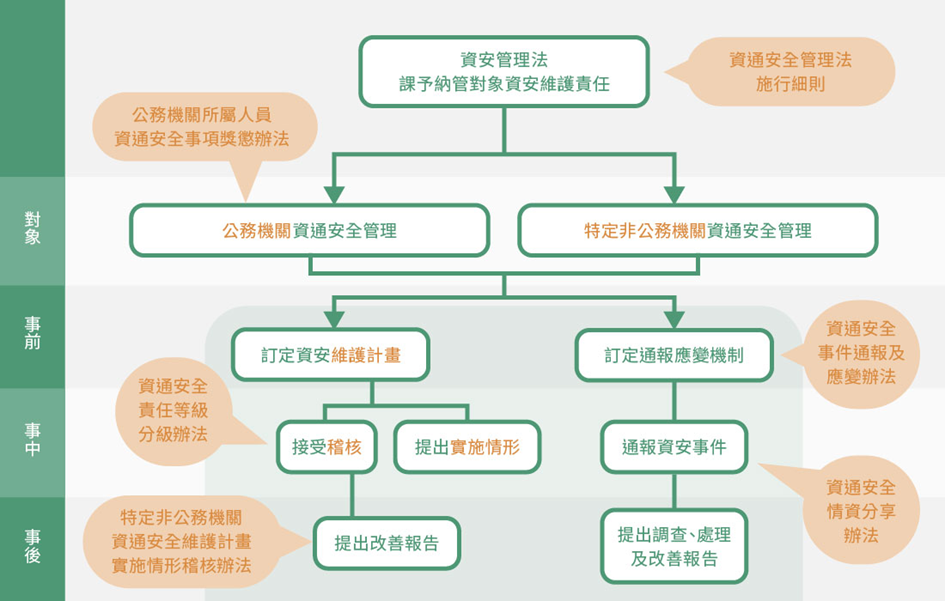 資安管理法
課予納管對象資安維護責任
資通安全管理法
施行細則
公務機關所屬人員
資通安全事項獎懲辦法
對象
公務機關資通安全管理
特定非公務機關資通安全管理
事前
訂定資安維護計畫
訂定通報應變機制
資通安全
事件通報及
應變辦法
資通安全
責任等級
分級辦法
事中
接受稽核
提出實施情形
通報資安事件
資通安全
情資分享
辦法
事後
特定非公務機關
資通安全維護計畫
實施情形稽核辦法
提出改善報告
提出調查、處理
及改善報告